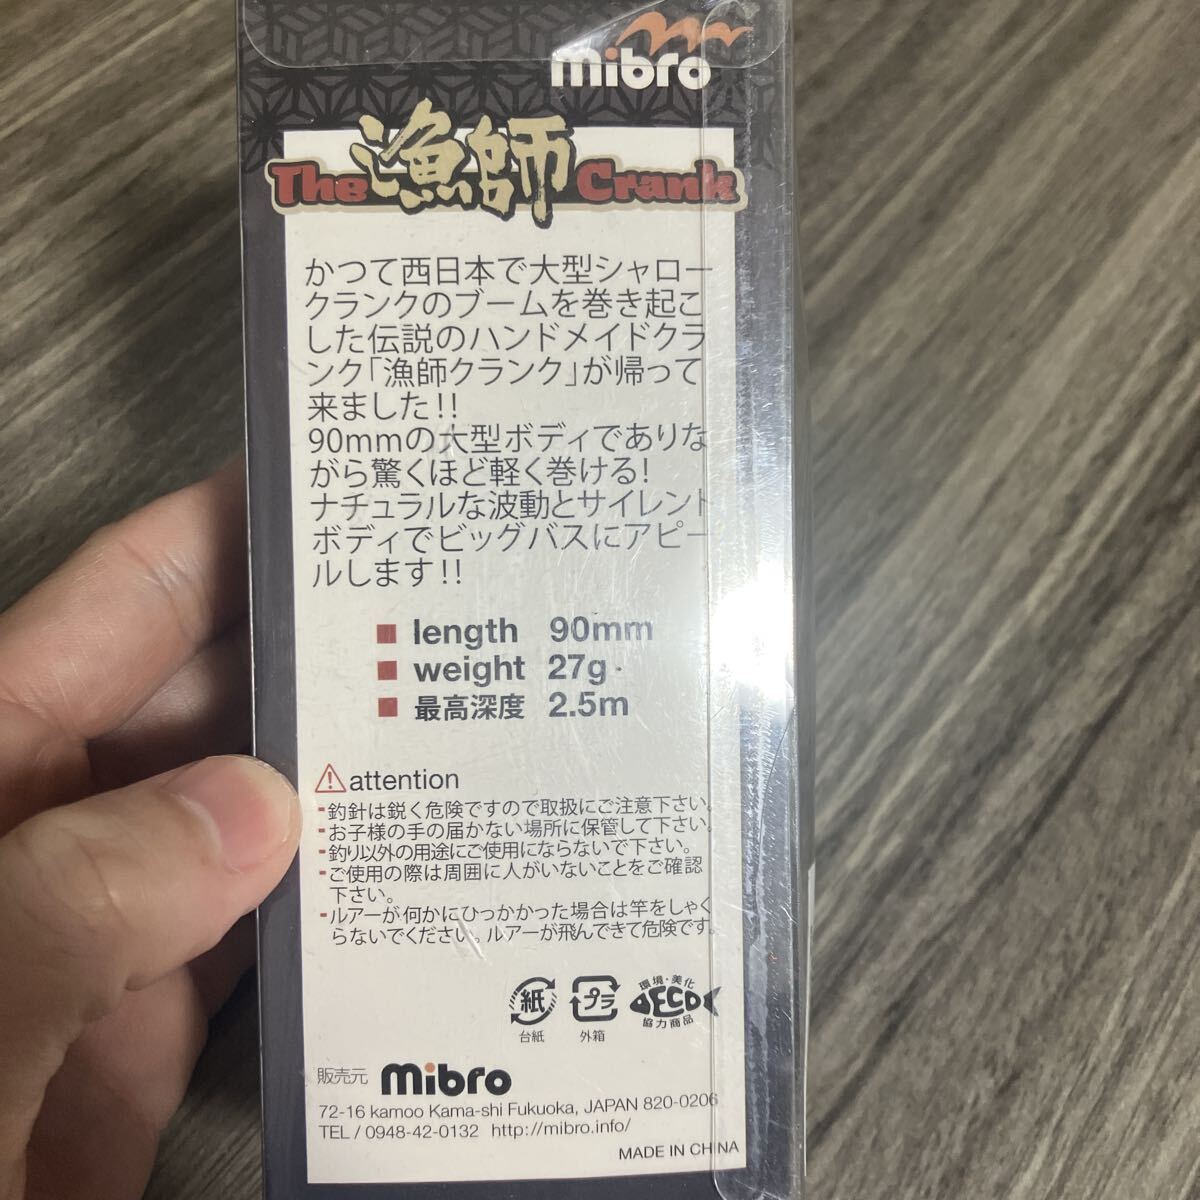 mibro
The漁師Crank
かつて西日本で大型シャロー
クランクのブームを巻き起こ
した伝説のハンドメイドクラ
ンク「漁師クランク」が帰って
来ました!!
90mmの大型ボディでありな
がら驚くほど軽く巻ける!
ナチュラルな波動とサイレント
ボディでビッグバスにアピー
ルします!!
length 90mm
weight 27g
最高深度 2.5m
attention
-釣針は鋭く危険ですので取扱にご注意下さい。
-お子様の手の届かない場所に保管して下さい。
-釣り以外の用途にご使用にならないで下さい。
-ご使用の際は周囲に人がいないことをご確認
下さい。
-ルアーが何かにひっかかった場合は竿をしゃく
らないでください。ルアーが飛んできて危険です。
紙 プラ 環境・美化
ECO
台紙 外箱 協力商品
販売元 mibro
72-16 kamoo Kama-shi Fukuoka, JAPAN 820-0206
TEL / 0948-42-0132 http://mibro.info/
MADE IN CHINA